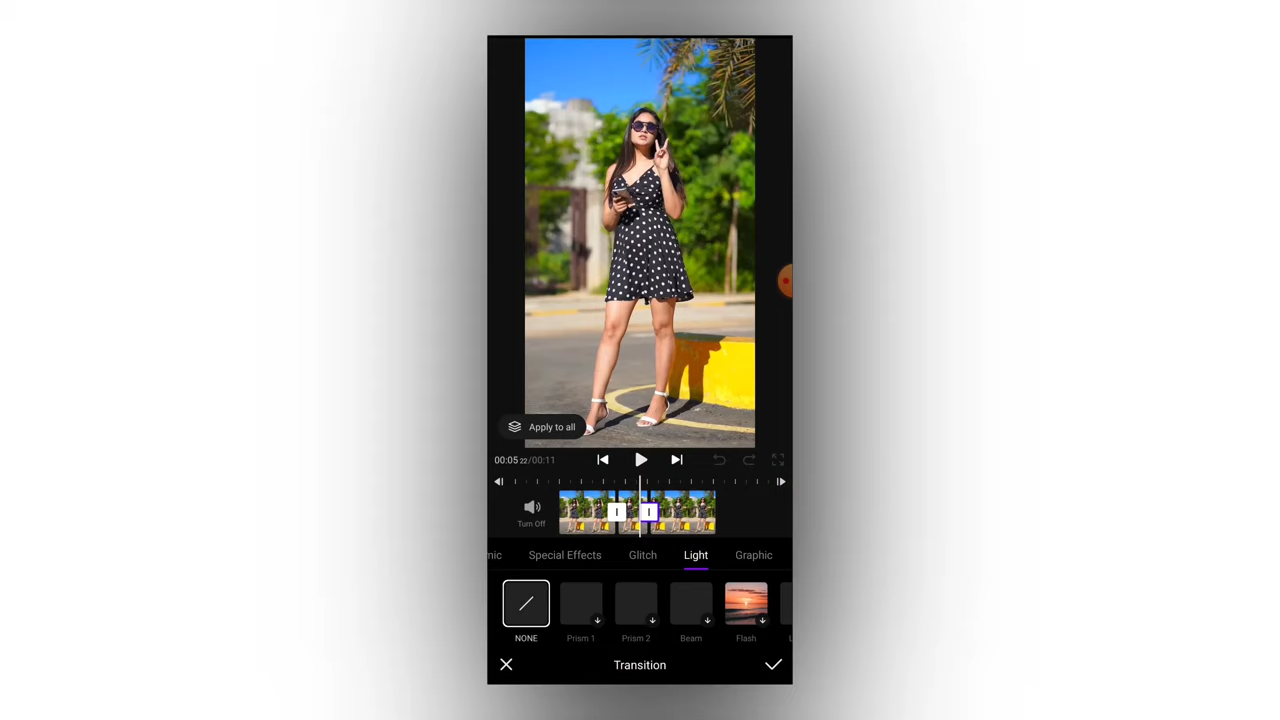 Apply to all
00:05 22/00:11
Turn Off
nic Special Effects Glitch Light Graphic
NONE Prism 1 Prism 2 Beam Flash
Transition